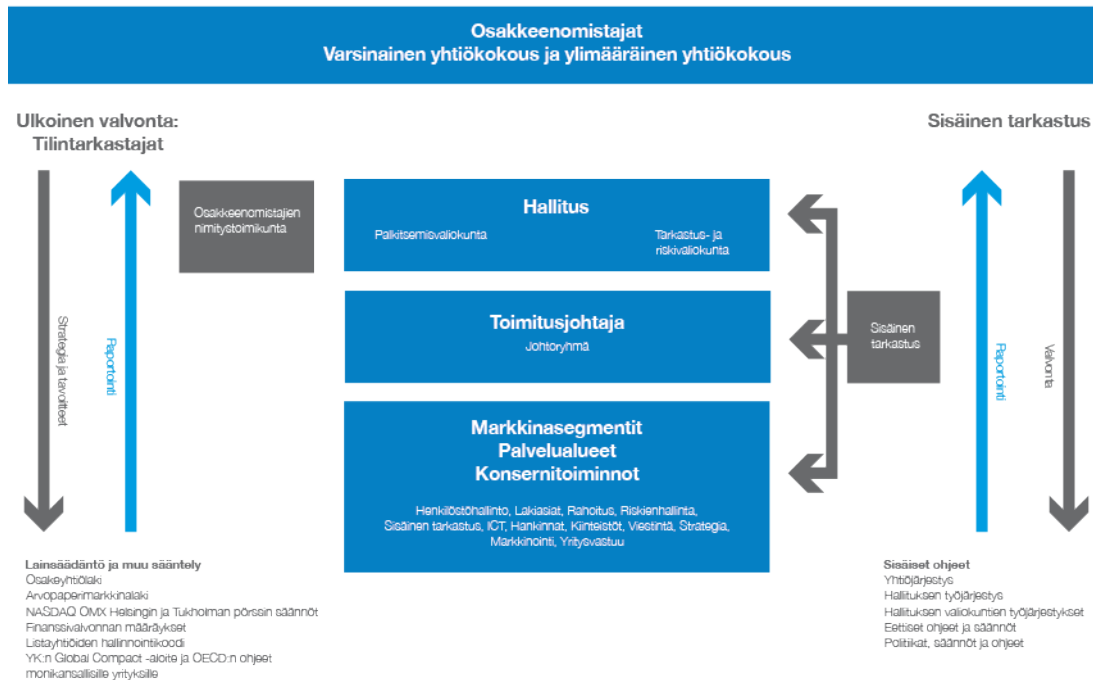 Osakkeenomistajat
Varsinainen yhtiökokous ja ylimääräinen yhtiökokous
Ulkoinen valvonta:
Tilintarkastajat
Sisäinen tarkastus
Strategia ja tavoitteet
Raportointi
Osakkeenomistajien
nimitystoimikunta
Hallitus
Palkitsemisvaliokunta
Tarkastus- ja
riskivaliokunta
Toimitusjohtaja
Johtoryhmä
Sisäinen
tarkastus
Raportointi
Valvonta
Markkinasegmentit
Palvelualueet
Konsernitoiminnot
Henkilöstöhallinto, Lakiasiat, Rahoitus, Riskienhallinta,
Sisäinen tarkastus, ICT, Hankinnat, Kiinteistöt, Viestintä, Strategia,
Markkinointi, Yritysvastuu
Lainsäädäntö ja muu sääntely
Osakeyhtiölaki
Arvopaperimarkkinalaki
NASDAQ OMX Helsingin ja Tukholman pörssin säännöt
Finanssivalvonnan määräykset
Listayhtiöiden hallinnointikoodi
YK:n Global Compact -aloite ja OECD:n ohjeet
monikansallisille yrityksille
Sisäiset ohjeet
Yhtiöjärjestys
Hallituksen työjärjestys
Hallituksen valiokuntien työjärjestykset
Eettiset ohjeet ja säännöt
Politiikat, säännöt ja ohjeet